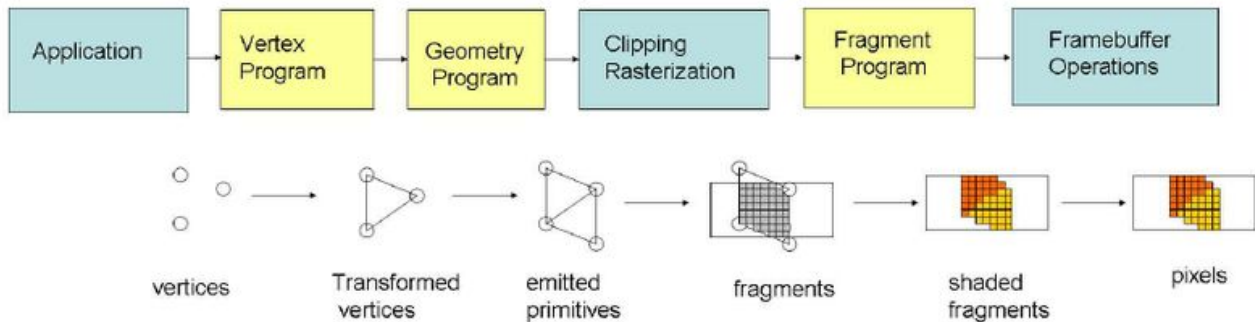 Application
Vertex
Program
Geometry
Program
Clipping
Rasterization
Fragment
Program
Framebuffer
Operations
vertices
Transformed
vertices
emitted
primitives
fragments
shaded
fragments
pixels